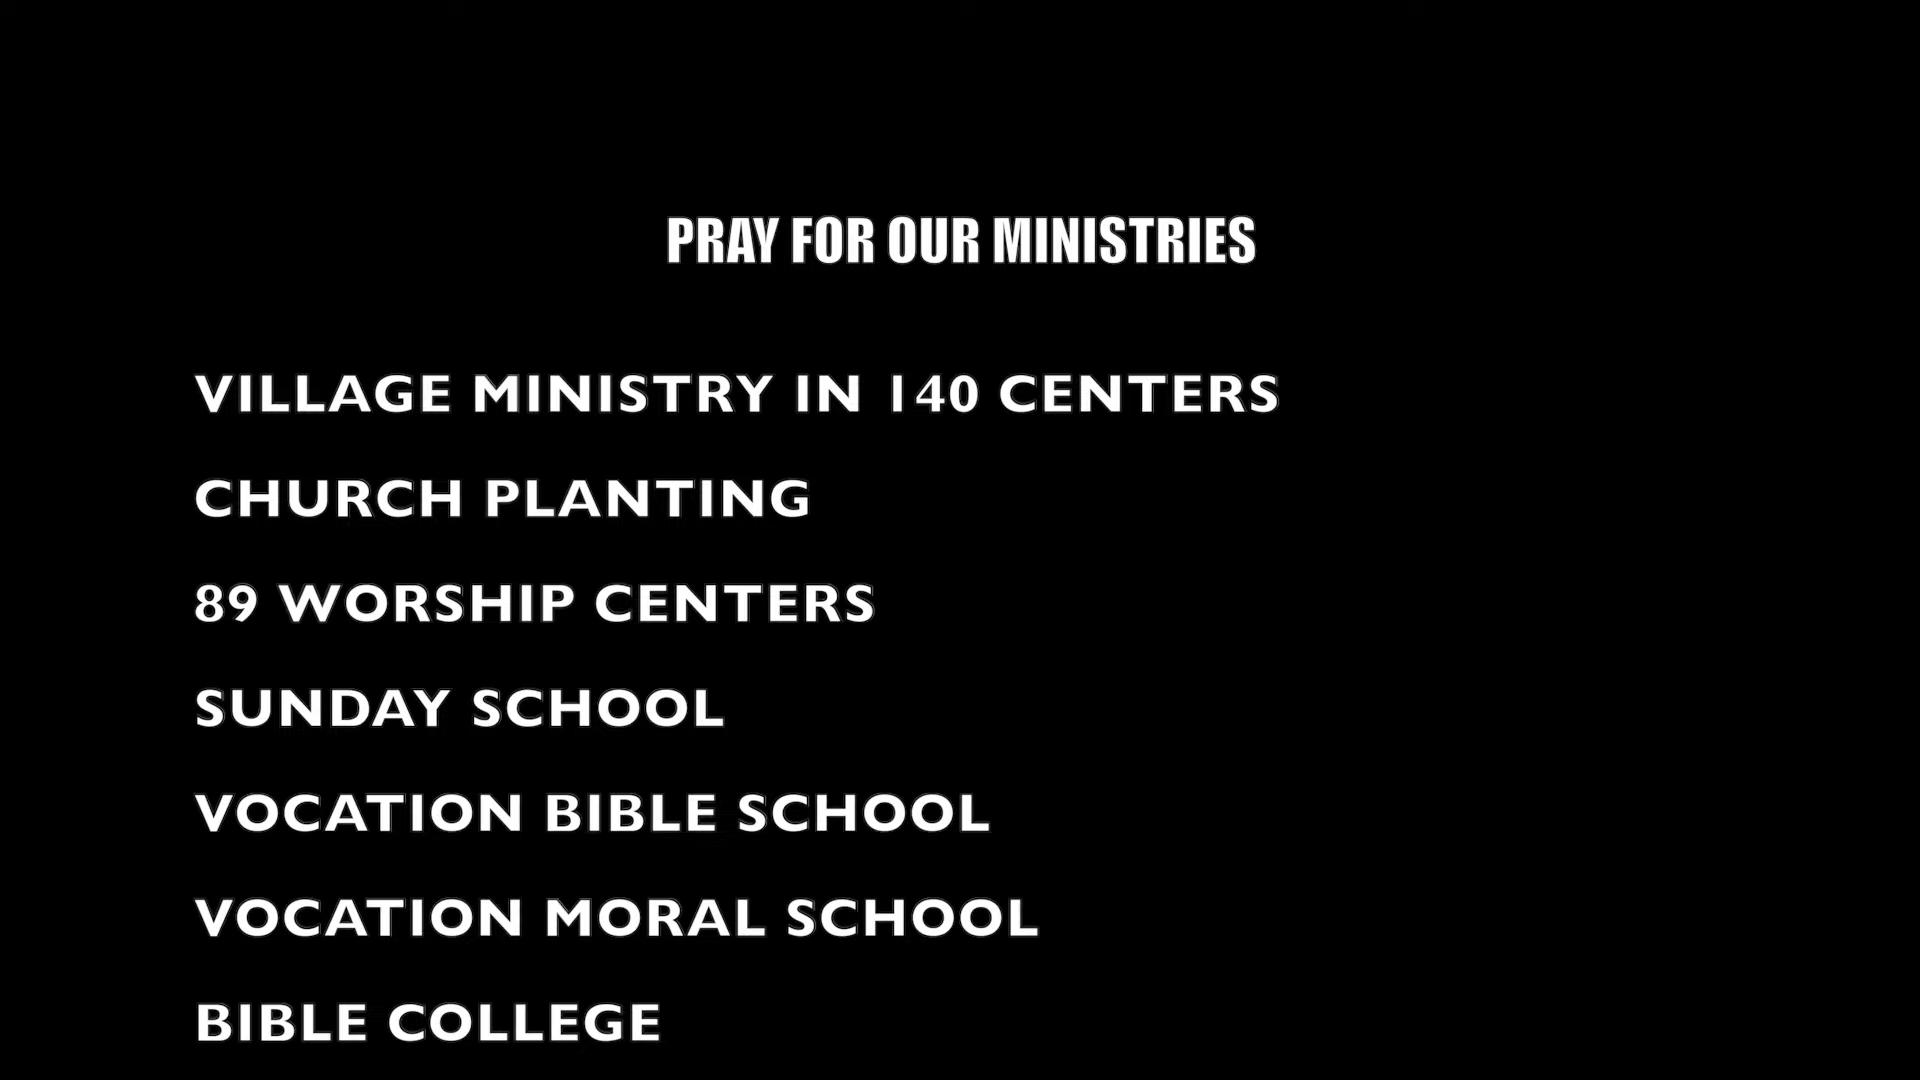 PRAY FOR OUR MINISTRIES
VILLAGE MINISTRY IN 140 CENTERS
CHURCH PLANTING
89 WORSHIP CENTERS
SUNDAY SCHOOL
VOCATION BIBLE SCHOOL
VOCATION MORAL SCHOOL
BIBLE COLLEGE